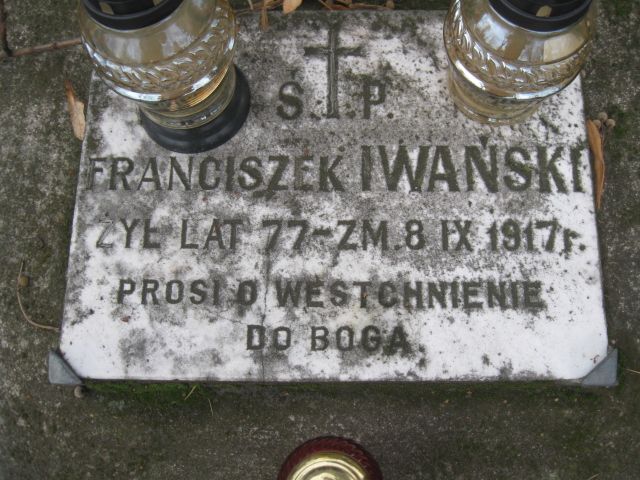 Ś. P.
FRANCISZEK IWAŃSKI
ŻYŁ LAT 77-ZM. 8 IX 1917 r.
PROSI O WESTCHNIENIE
DO BOGA.